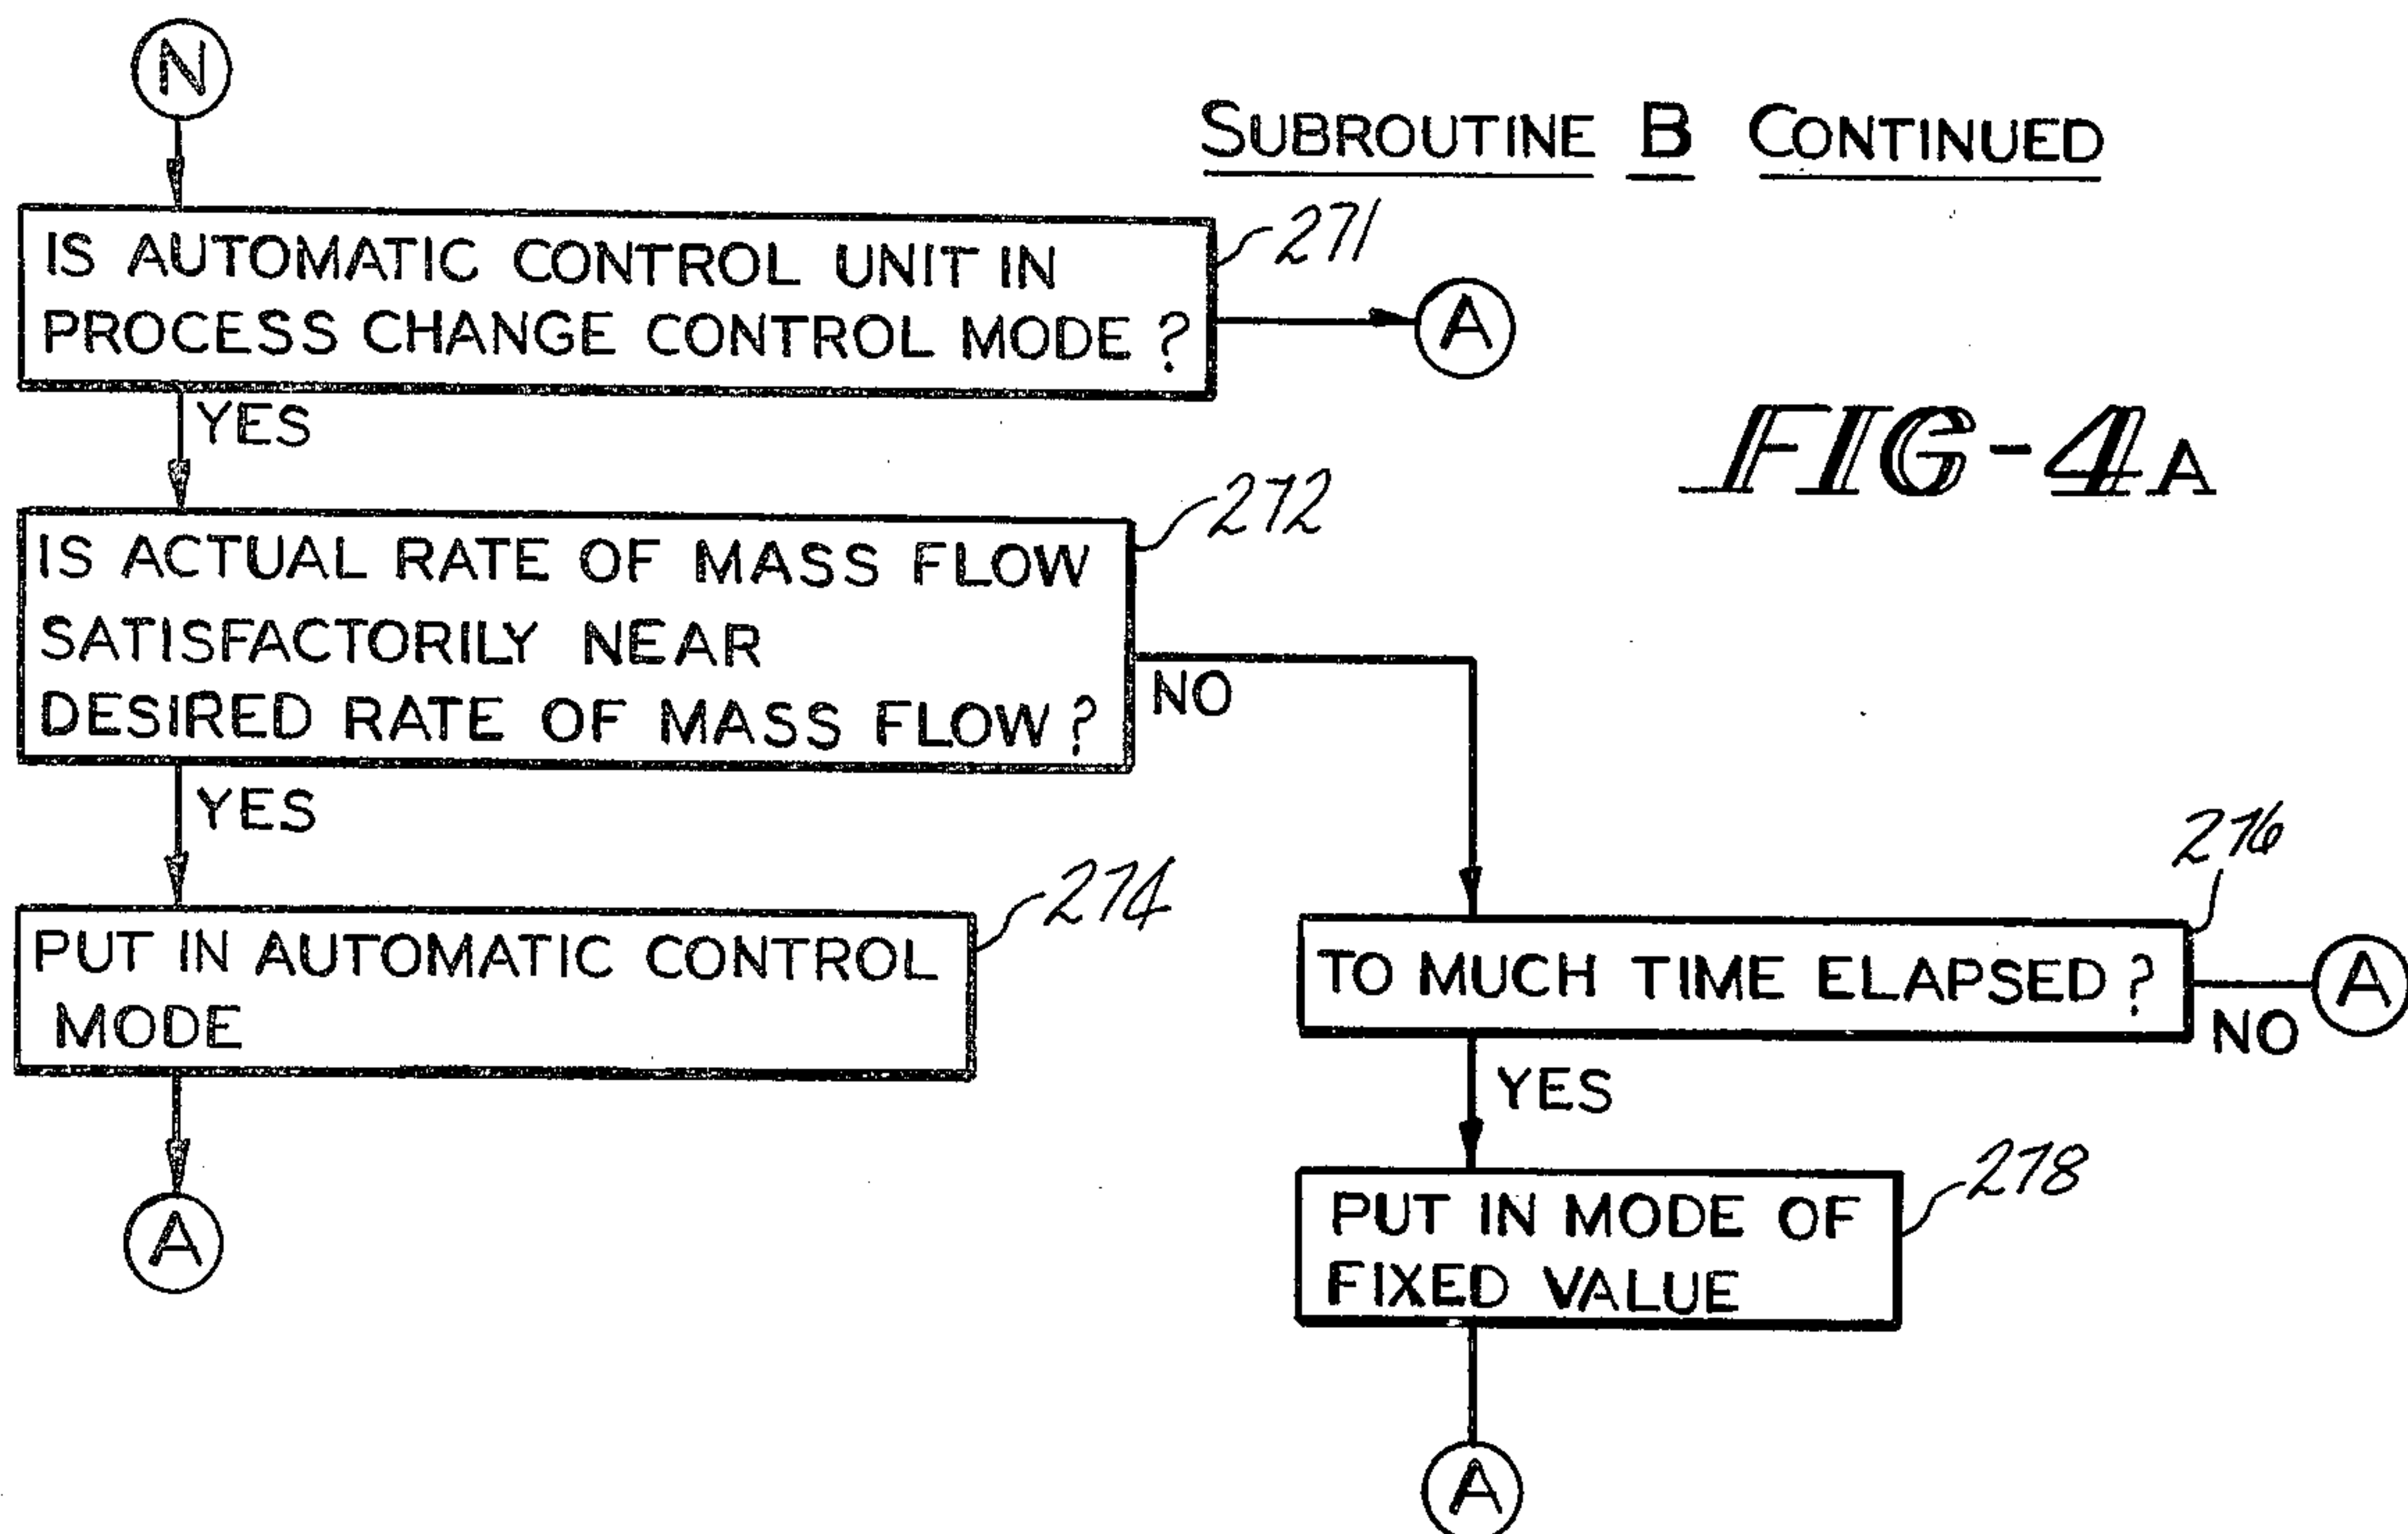 N
SUBROUTINE B CONTINUED
IS AUTOMATIC CONTROL UNIT IN
PROCESS CHANGE CONTROL MODE ?
271
A
YES
FIG-4A
IS ACTUAL RATE OF MASS FLOW
SATISFACTORILY NEAR
DESIRED RATE OF MASS FLOW ?
272
NO
YES
PUT IN AUTOMATIC CONTROL
MODE
274
A
TO MUCH TIME ELAPSED ?
276
A
NO
YES
PUT IN MODE OF
FIXED VALUE
278
A